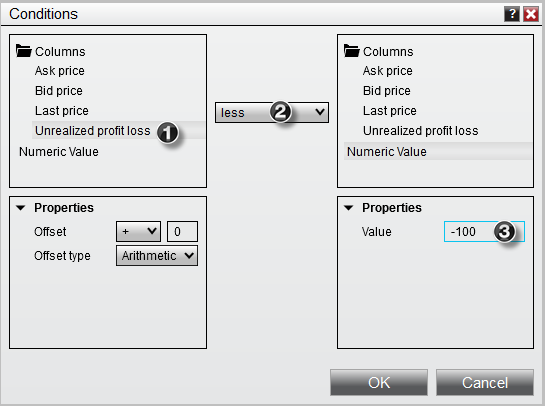 Conditions
?
Columns
Ask price
Bid price
Last price
Unrealized profit loss 1
Numeric Value
less 2
Columns
Ask price
Bid price
Last price
Unrealized profit loss
Numeric Value
Properties
Offset + 0
Offset type Arithmetic
Properties
Value -100 3
OK
Cancel